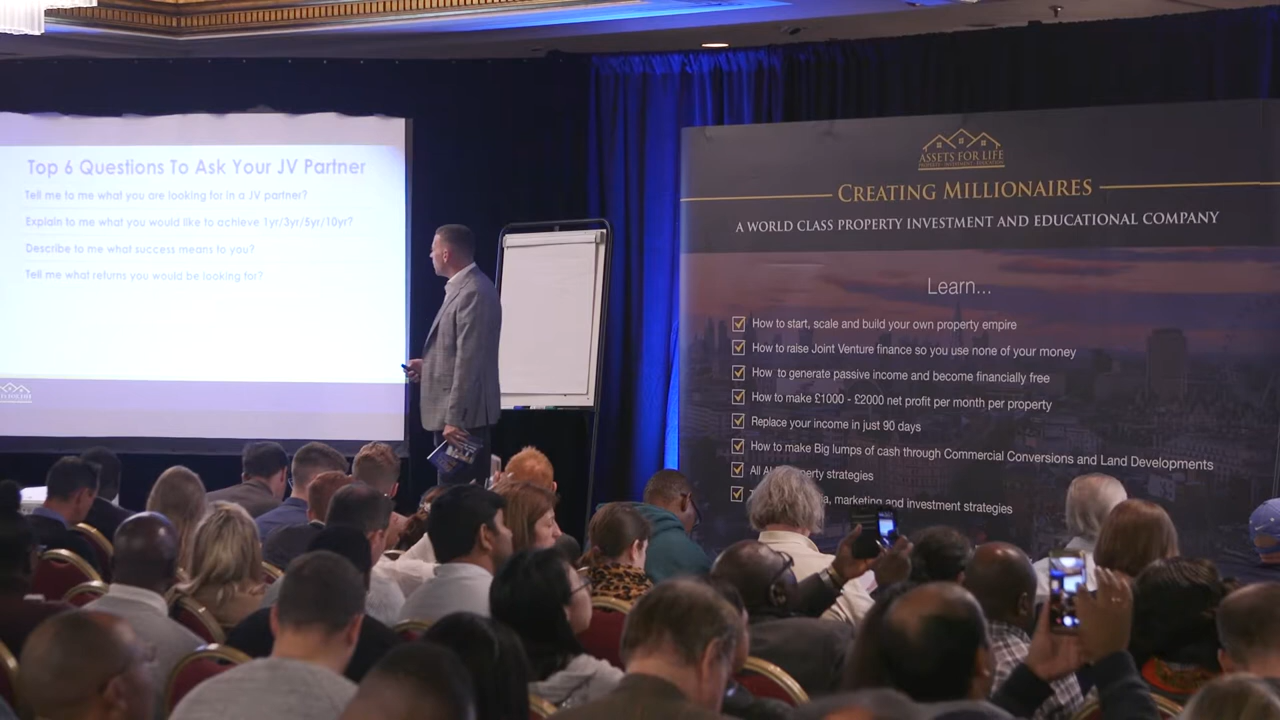 Top 6 Questions To Ask Your JV Partner
Tell me to me what you are looking for in a JV partner?
Explain to me what you would like to achieve 1yr/3yr/5yr/10yr?
Describe to me what success means to you?
Tell me what returns you would be looking for?
ASSETS FOR LIFE
PROPERTY INVESTMENT EDUCATION
CREATING MILLIONAIRES
A WORLD CLASS PROPERTY INVESTMENT AND EDUCATIONAL COMPANY
Learn...
How to start, scale and build your own property empire
How to raise Joint Venture finance so you use none of your money
How to generate passive income and become financially free
How to make £1000 - £2000 net profit per month per property
Replace your income in just 90 days
How to make Big lumps of cash through Commercial Conversions and Land Developments
All strategies
marketing and investment strategies